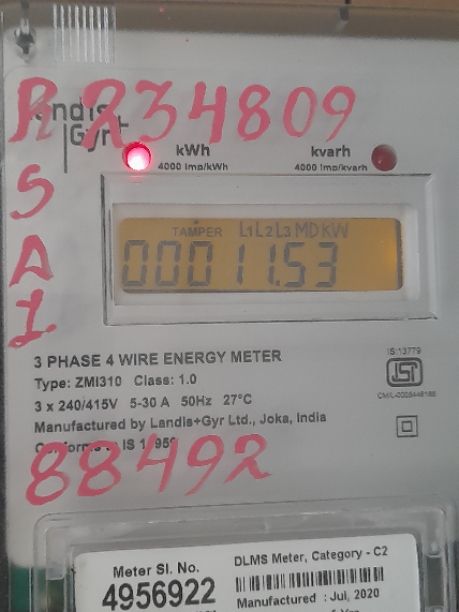 R 234809
Landis
Gyr
kWh
4000 Imp/kWh
kvarh
4000 Imp/kvarh
S
A
1
TAMPER L1L2L3 MD KW
00011.53
3 PHASE 4 WIRE ENERGY METER
Type: ZMI310 Class: 1.0
3 x 240/415V 5-30 A 50Hz 27°C
Manufactured by Landis+Gyr Ltd., Joka, India
IS 13779
ISI
88492
Meter Sl. No.
4956922
DLMS Meter, Category - C2
Manufactured : Jul, 2020